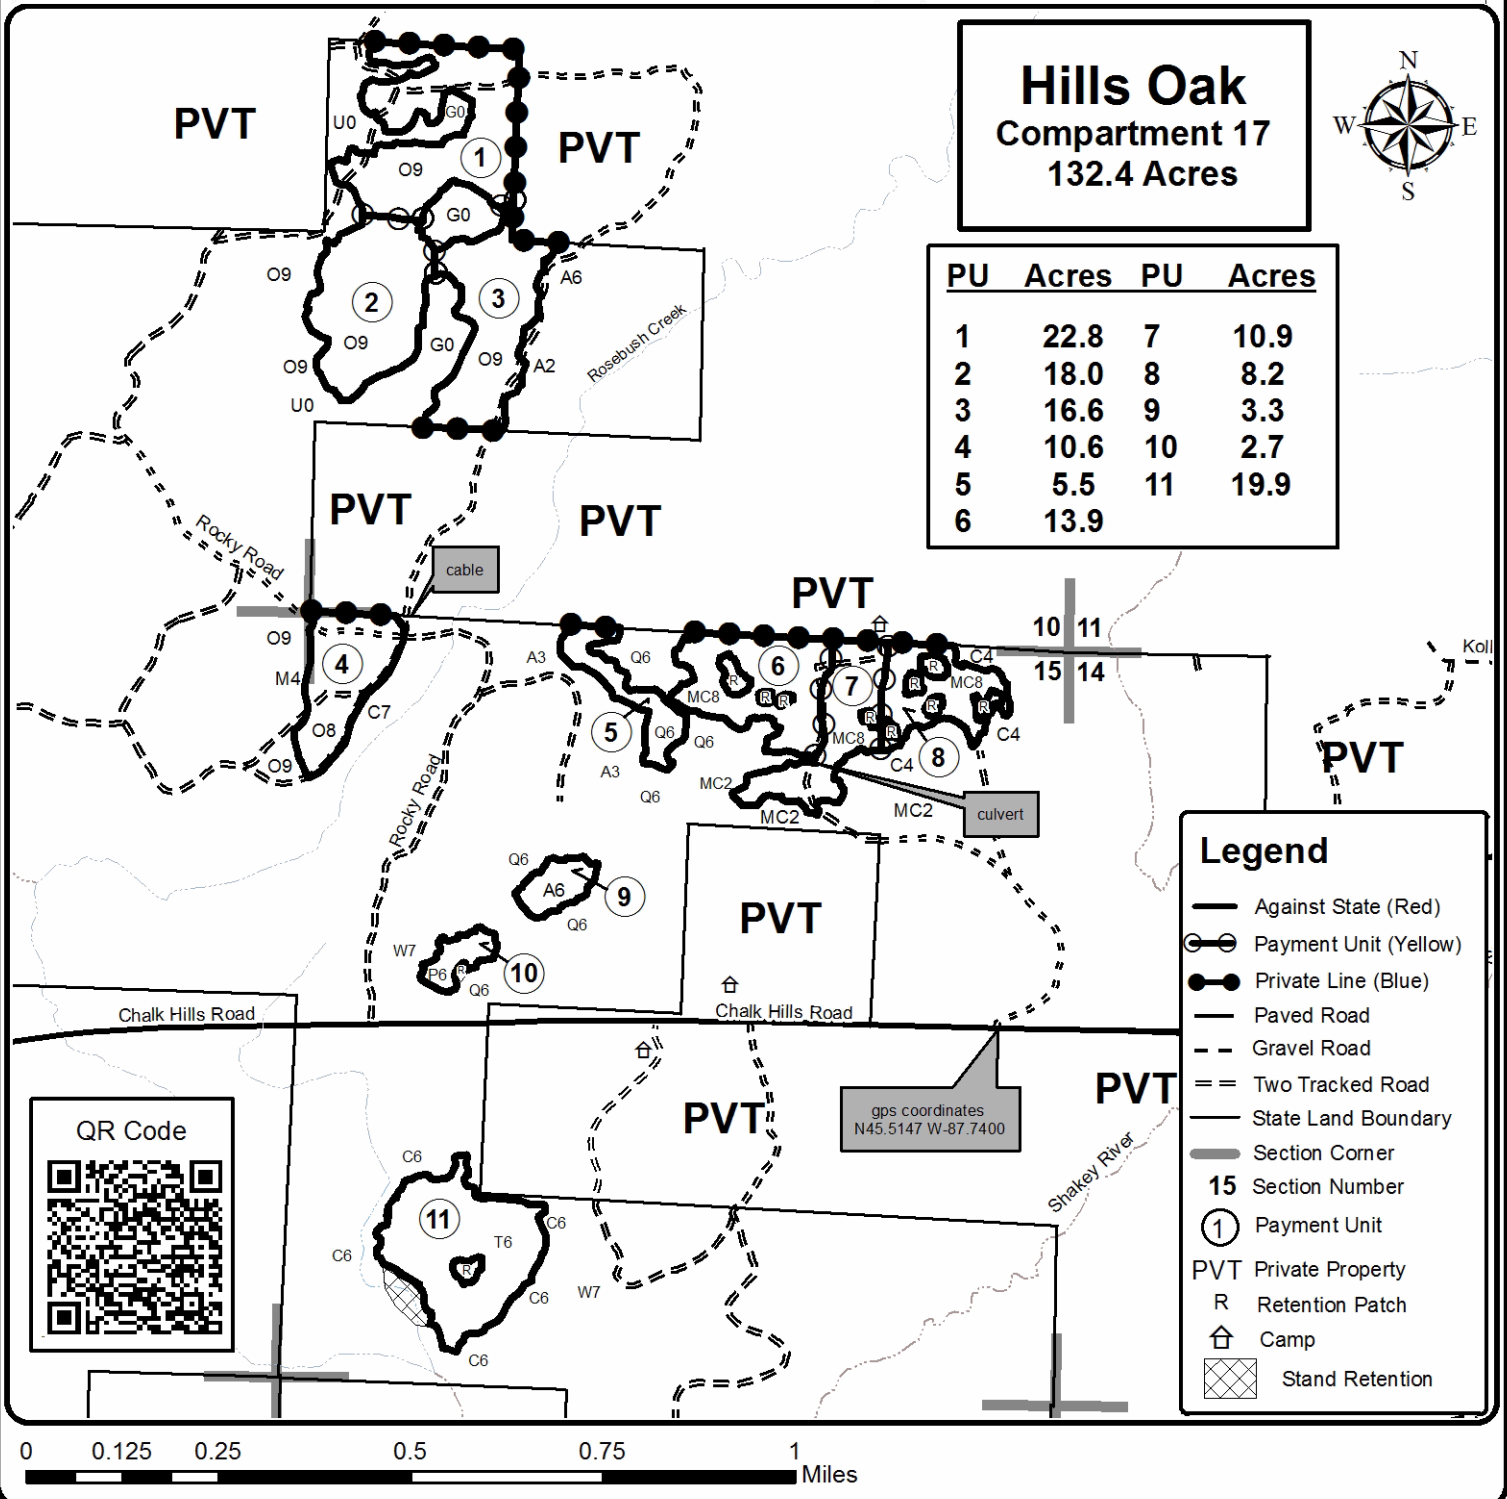 Hills Oak
Compartment 17
132.4 Acres
N
W E
S
PU Acres PU Acres
1 22.8 7 10.9
2 18.0 8 8.2
3 16.6 9 3.3
4 10.6 10 2.7
5 5.5 11 19.9
6 13.9
PVT
PVT
U0
G0
1
O9
G0
O9
A6
2
3
O9
G0
O9
O9
A2
U0
Rosebush Creek
PVT
PVT
Rocky Road
cable
PVT
10 11
15 14
O9
4
M4
C7
O8
O9
A3
Q6
6
R
R
R
MC8
7
MC8
R
R
R
R
R
R
MC8
C4
C4
C4
8
5
Q6
Q6
A3
Q6
MC2
MC2
MC2
culvert
Koll
PVT
Rocky Road
Q6
A6
9
Q6
W7
P6
R
10
Q6
PVT
Chalk Hills Road
Chalk Hills Road
PVT
PVT
gps coordinates
N45.5147 W-87.7400
Shakey River
QR Code
C6
11
C6
T6
C6
R
C6
W7
C6
Legend
Against State (Red)
Payment Unit (Yellow)
Private Line (Blue)
Paved Road
Gravel Road
Two Tracked Road
State Land Boundary
Section Corner
15 Section Number
1 Payment Unit
PVT Private Property
R Retention Patch
Camp
Stand Retention
0 0.125 0.25 0.5 0.75 1
Miles